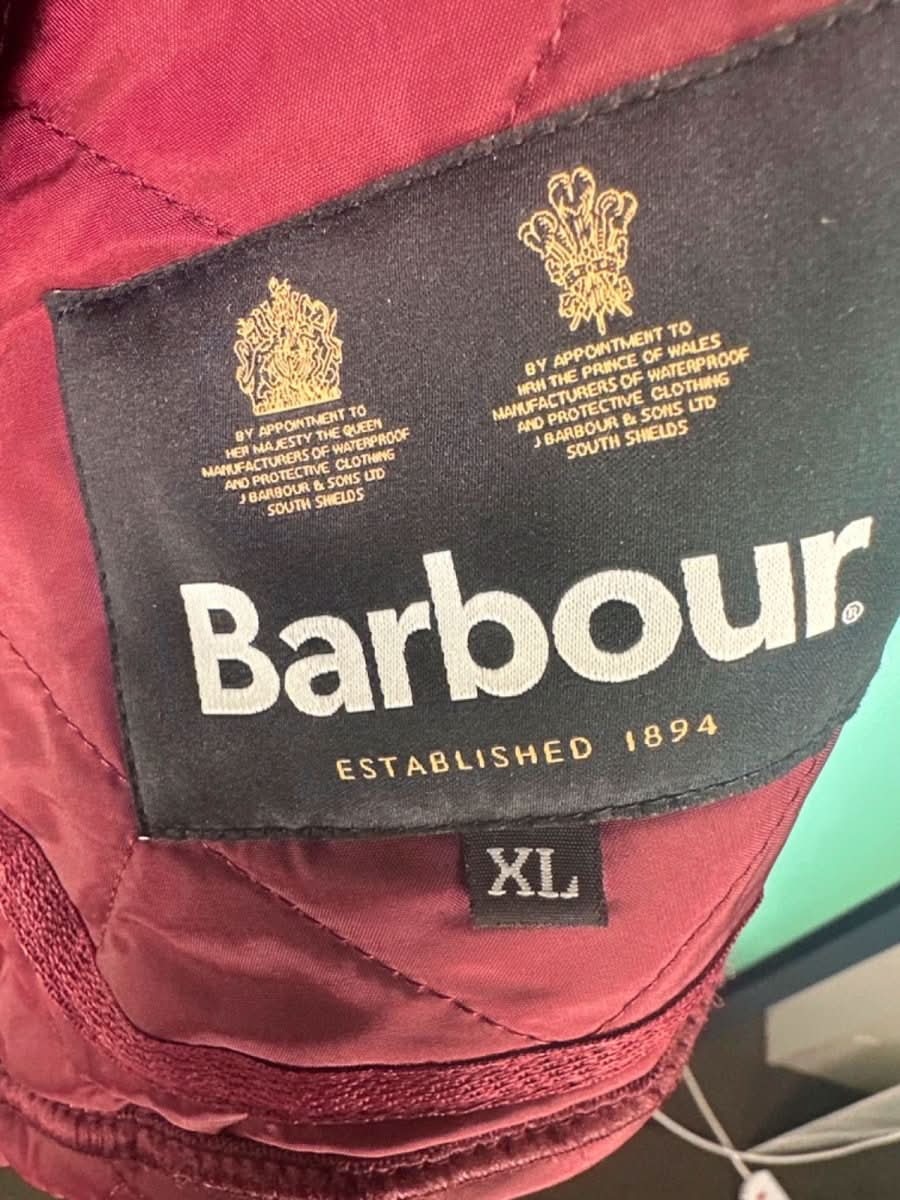 BY APPOINTMENT TO
HER MAJESTY THE QUEEN
MANUFACTURERS OF WATERPROOF
AND PROTECTIVE CLOTHING
J BARBOUR & SONS LTD
SOUTH SHIELDS
BY APPOINTMENT TO
HRH THE PRINCE OF WALES
MANUFACTURERS OF WATERPROOF
AND PROTECTIVE CLOTHING
J BARBOUR & SONS LTD
SOUTH SHIELDS
Barbour®
ESTABLISHED 1894
XL